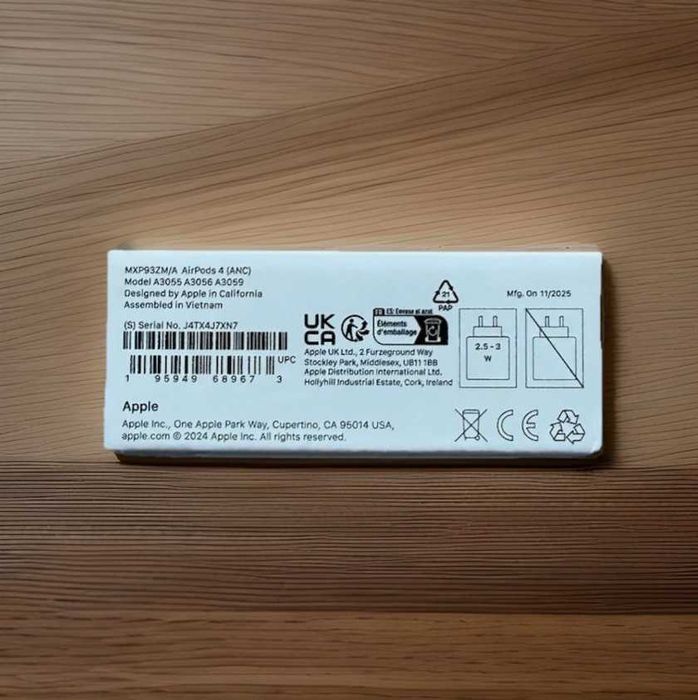 MXP93ZM/A AirPods 4 (ANC)
Model A3055 A3056 A3059
Designed by Apple in California
Assembled in Vietnam
(S) Serial No. J4TX4J7XN7
UPC
1 95949 68967 3
Apple
Apple Inc., One Apple Park Way, Cupertino, CA 95014 USA,
apple.com © 2024 Apple Inc. All rights reserved.
UK
CA
FR
Éléments
d'emballage
Apple UK Ltd., 2 Furzeground Way
Stockley Park, Middlesex, UB11 1BB
Apple Distribution International Ltd.
Hollyhill Industrial Estate, Cork, Ireland
21
PAP
Mfg. On 11/2025
2.5 - 3
W
CE